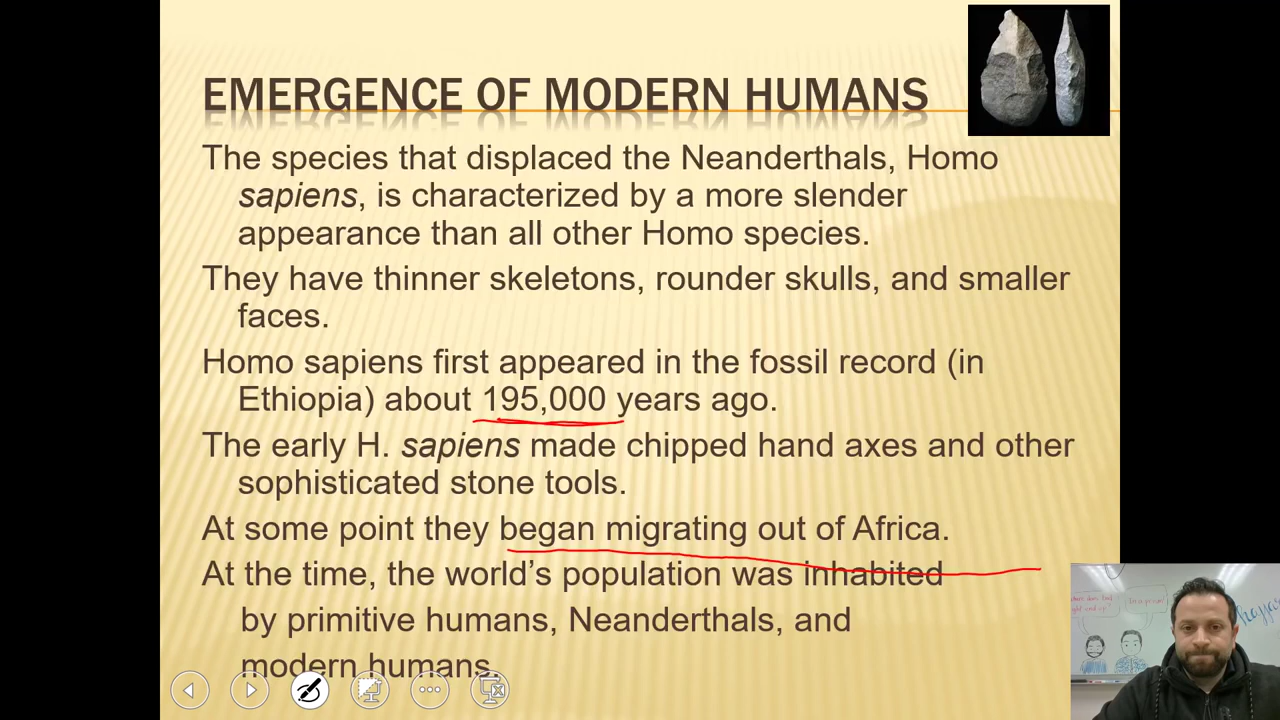 EMERGENCE OF MODERN HUMANS
The species that displaced the Neanderthals, Homo
sapiens, is characterized by a more slender
appearance than all other Homo species.
They have thinner skeletons, rounder skulls, and smaller
faces.
Homo sapiens first appeared in the fossil record (in
Ethiopia) about 195,000 years ago.
The early H. sapiens made chipped hand axes and other
sophisticated stone tools.
At some point they began migrating out of Africa.
At the time, the world's population was inhabited
by primitive humans, Neanderthals, and
modern humans.